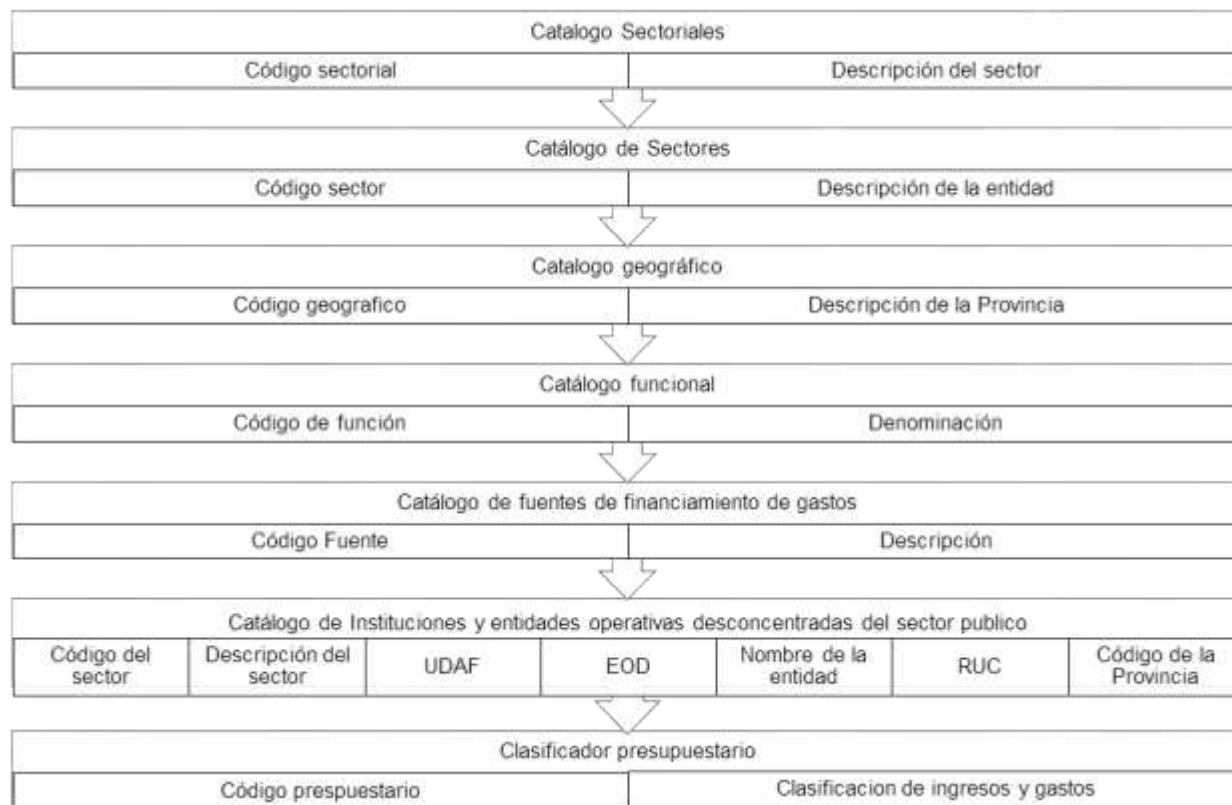 Catalogo Sectoriales
Código sectorial
Descripción del sector
Catálogo de Sectores
Código sector
Descripción de la entidad
Catalogo geográfico
Código geografico
Descripción de la Provincia
Catálogo funcional
Código de función
Denominación
Catálogo de fuentes de financiamiento de gastos
Código Fuente
Descripción
Catálogo de Instituciones y entidades operativas desconcentradas del sector publico
Código del
sector
Descripción del
sector
UDAF
EOD
Nombre de la
entidad
RUC
Código de la
Provincia
Clasificador presupuestario
Código prespuestario
Clasificacion de ingresos y gastos